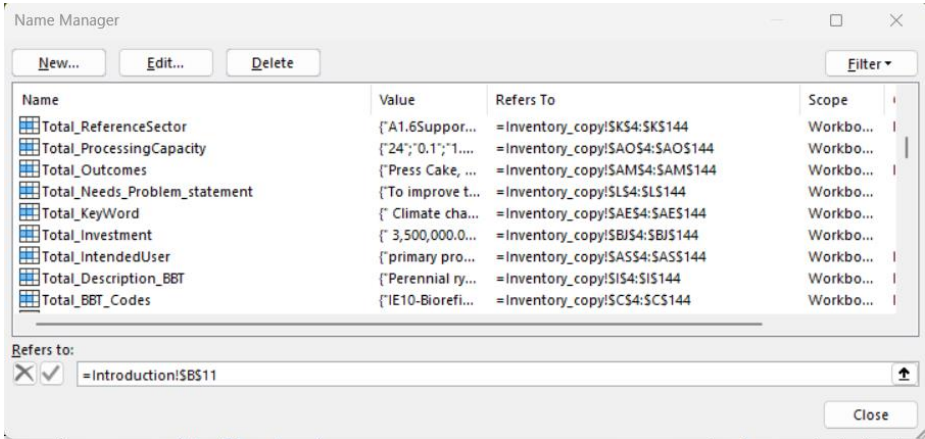 Name Manager
New... Edit... Delete Filter
Name Value Refers To Scope
Total_ReferenceSector {"A1.6Suppor... =Inventory_copy!$K$4:$K$144 Workbo...
Total_ProcessingCapacity {"24";"0.1";"1.... =Inventory_copy!$AO$4:$AO$144 Workbo...
Total_Outcomes {"Press Cake, ... =Inventory_copy!$AM$4:$AM$144 Workbo...
Total_Needs_Problem_statement {"To improve t... =Inventory_copy!$L$4:$L$144 Workbo...
Total_KeyWord {" Climate cha... =Inventory_copy!$AE$4:$AE$144 Workbo...
Total_Investment {" 3,500,000.0... =Inventory_copy!$BJ$4:$BJ$144 Workbo...
Total_IntendedUser {"primary pro... =Inventory_copy!$AS$4:$AS$144 Workbo...
Total_Description_BBT {"Perennial ry... =Inventory_copy!$I$4:$I$144 Workbo...
Total_BBT_Codes {"IE10-Biorefi... =Inventory_copy!$C$4:$C$144 Workbo...
Refers to:
=Introduction!$B$11
Close